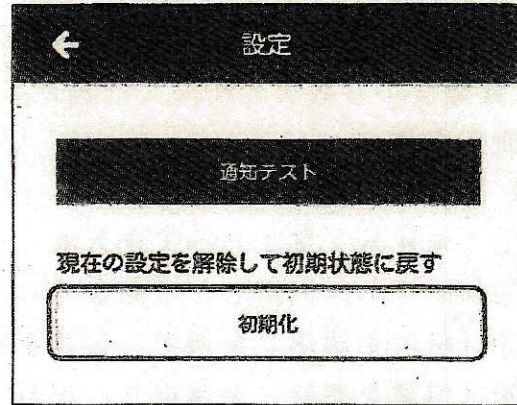 設定
通知テスト
現在の設定を解除して初期状態に戻す
初期化